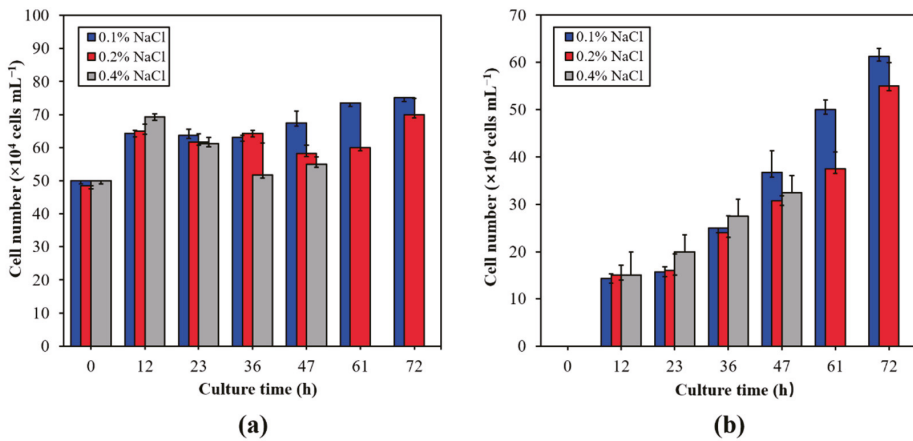 100
90
80
70
60
50
40
30
20
10
0
Cell number (×10⁴ cells mL⁻¹)
0.1% NaCl
0.2% NaCl
0.4% NaCl
0 12 23 36 47 61 72
Culture time (h)
(a)
70
60
50
40
30
20
10
0
Cell number (×10⁴ cells mL⁻¹)
0.1% NaCl
0.2% NaCl
0.4% NaCl
0 12 23 36 47 61 72
Culture time (h)
(b)